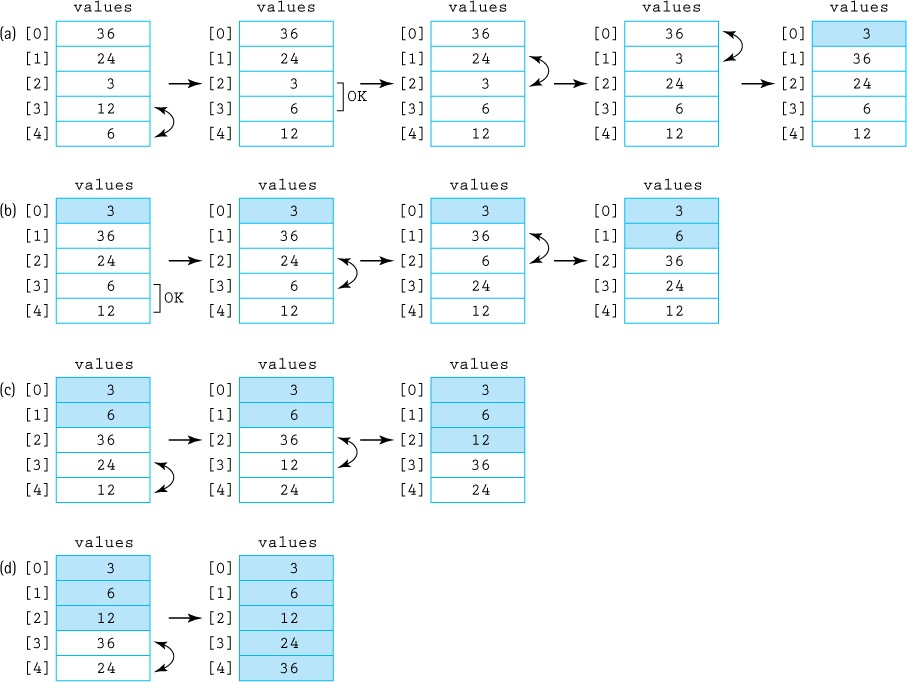 values values values values values
(a) [0] 36 [0] 36 [0] 36 [0] 36 [0] 3
[1] 24 [1] 24 [1] 24 [1] 3 [1] 36
[2] 3 [2] 3 [2] 3 [2] 24 [2] 24
[3] 12 [3] 6 OK [3] 6 [3] 6 [3] 6
[4] 6 [4] 12 [4] 12 [4] 12 [4] 12
values values values values
(b) [0] 3 [0] 3 [0] 3 [0] 3
[1] 36 [1] 36 [1] 36 [1] 6
[2] 24 [2] 24 [2] 6 [2] 36
[3] 6 OK [3] 6 [3] 24 [3] 24
[4] 12 [4] 12 [4] 12 [4] 12
values values values
(c) [0] 3 [0] 3 [0] 3
[1] 6 [1] 6 [1] 6
[2] 36 [2] 36 [2] 12
[3] 24 [3] 12 [3] 36
[4] 12 [4] 24 [4] 24
values values
(d) [0] 3 [0] 3
[1] 6 [1] 6
[2] 12 [2] 12
[3] 36 [3] 24
[4] 24 [4] 36